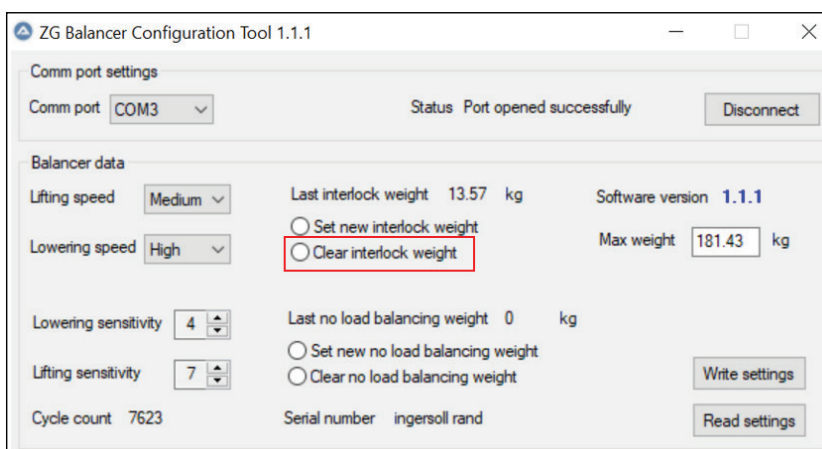 ZG Balancer Configuration Tool 1.1.1
Comm port settings
Comm port COM3 Status Port opened successfully Disconnect
Balancer data
Lifting speed Medium Last interlock weight 13.57 kg Software version 1.1.1
Set new interlock weight
Lowering speed High Clear interlock weight Max weight 181.43 kg
Lowering sensitivity 4 Last no load balancing weight 0 kg
Set new no load balancing weight
Lifting sensitivity 7 Clear no load balancing weight Write settings
Cycle count 7623 Serial number ingersoll rand Read settings